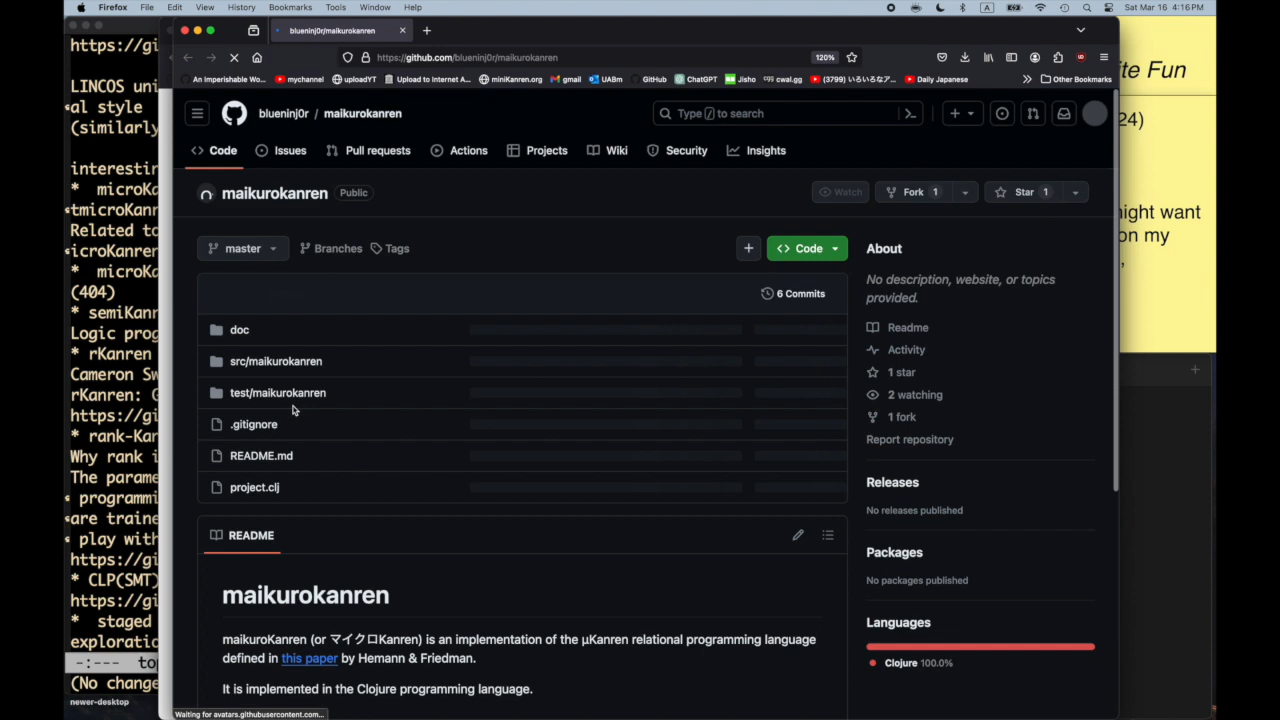 Firefox File Edit View History Bookmarks Tools Window Help
A
Sat Mar 16 4:16 PM
blueninj0r/maikurokanren
https://github.com/blueninj0r/maikurokanren
120%
An Imperishable Wo...
mychannel
uploadYT
Upload to Internet A...
miniKanren.org
gmail
UABm
GitHub
ChatGPT
Jisho
cwal.gg
(3799) いろいろなア...
Daily Japanese
Other Bookmarks
blueninj0r / maikurokanren
Type / to search
Code
Issues
Pull requests
Actions
Projects
Wiki
Security
Insights
maikurokanren
Public
Watch
Fork 1
Star 1
master
Branches
Tags
Code
6 Commits
doc
src/maikurokanren
test/maikurokanren
.gitignore
README.md
project.clj
README
maikurokanren
maikuroKanren (or マイクロKanren) is an implementation of the µKanren relational programming language
defined in this paper by Hemann & Friedman.
It is implemented in the Clojure programming language.
About
No description, website, or topics
provided.
Readme
Activity
1 star
2 watching
1 fork
Report repository
Releases
No releases published
Packages
No packages published
Languages
Clojure 100.0%
Waiting for avatars.githubusercontent.com...
https://gi
LINCOS uni
al style
(similarly
interestin
* microKa
tmicroKanr
Related to
icroKanren
* microKa
(404)
* semiKan
Logic prog
* rKanren
Cameron Sw
rKanren: G
https://gi
* rank-Kar
Why rank i
The parame
programmi
are traine
play with
https://gi
* CLP(SMT)
https://gi
* staged
exploratio
-:--- to
(No change
newer-desktop
ite Fun
24)
ight want
on my
,